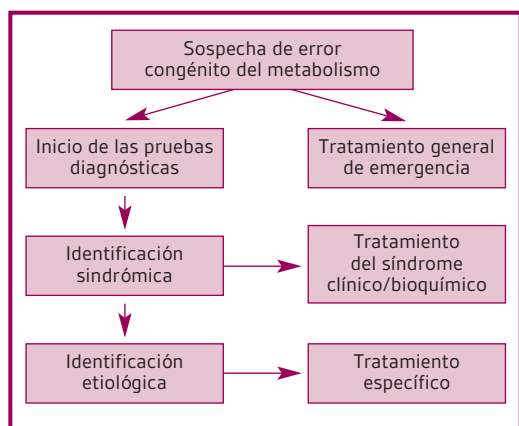 Sospecha de error
congénito del metabolismo
Inicio de las pruebas
diagnósticas
Tratamiento general
de emergencia
Identificación
sindrómica
Tratamiento
del síndrome
clínico/bioquímico
Identificación
etiológica
Tratamiento
específico